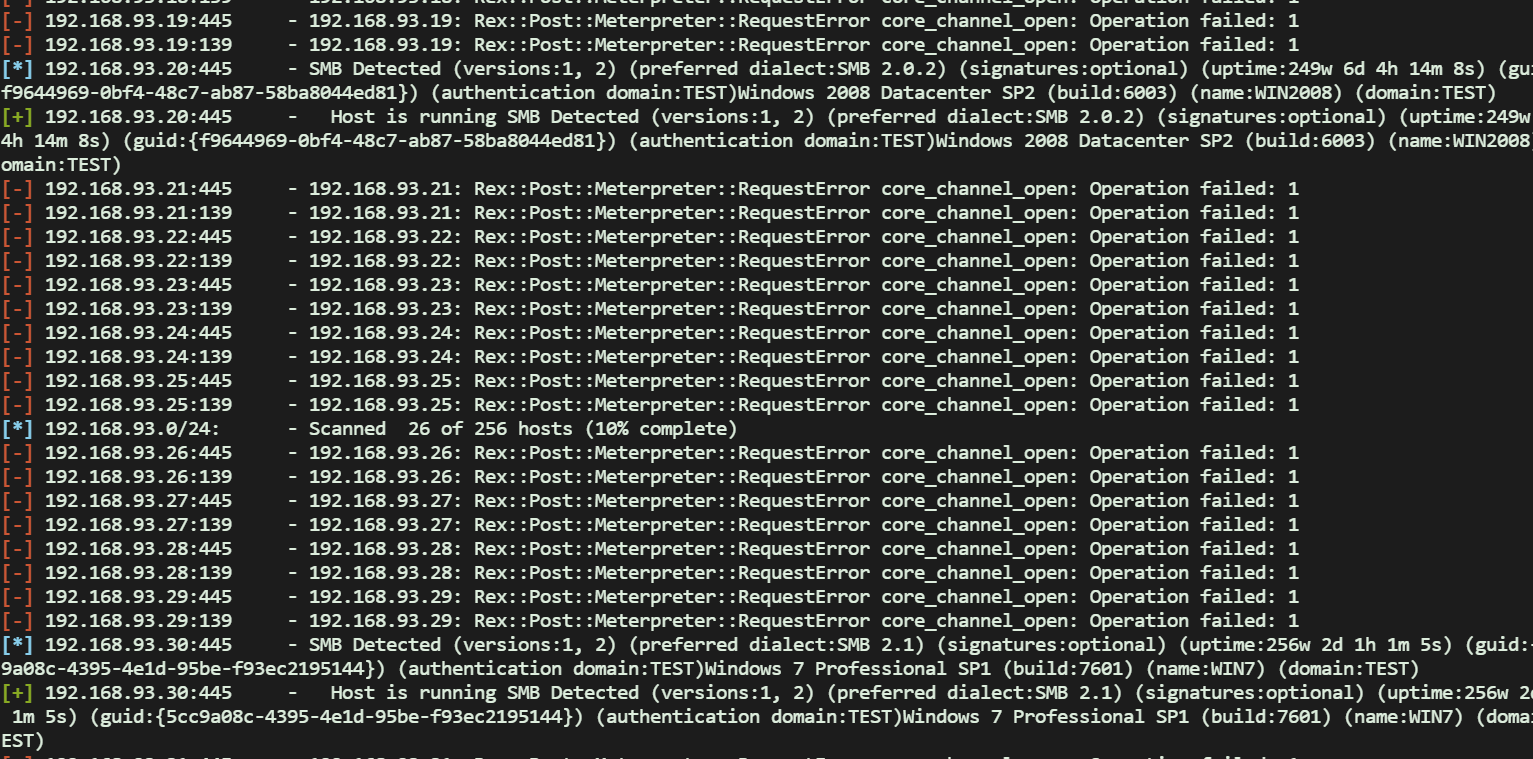 [-] 192.168.93.19:445     - 192.168.93.19: Rex::Post::Meterpreter::RequestError core_channel_open: Operation failed: 1
[-] 192.168.93.19:139     - 192.168.93.19: Rex::Post::Meterpreter::RequestError core_channel_open: Operation failed: 1
[*] 192.168.93.20:445     - SMB Detected (versions:1, 2) (preferred dialect:SMB 2.0.2) (signatures:optional) (uptime:249w 6d 4h 14m 8s) (gui
f9644969-0bf4-48c7-ab87-58ba8044ed81}) (authentication domain:TEST)Windows 2008 Datacenter SP2 (build:6003) (name:WIN2008) (domain:TEST)
[+] 192.168.93.20:445     -   Host is running SMB Detected (versions:1, 2) (preferred dialect:SMB 2.0.2) (signatures:optional) (uptime:249w
4h 14m 8s) (guid:{f9644969-0bf4-48c7-ab87-58ba8044ed81}) (authentication domain:TEST)Windows 2008 Datacenter SP2 (build:6003) (name:WIN2008)
omain:TEST)
[-] 192.168.93.21:445     - 192.168.93.21: Rex::Post::Meterpreter::RequestError core_channel_open: Operation failed: 1
[-] 192.168.93.21:139     - 192.168.93.21: Rex::Post::Meterpreter::RequestError core_channel_open: Operation failed: 1
[-] 192.168.93.22:445     - 192.168.93.22: Rex::Post::Meterpreter::RequestError core_channel_open: Operation failed: 1
[-] 192.168.93.22:139     - 192.168.93.22: Rex::Post::Meterpreter::RequestError core_channel_open: Operation failed: 1
[-] 192.168.93.23:445     - 192.168.93.23: Rex::Post::Meterpreter::RequestError core_channel_open: Operation failed: 1
[-] 192.168.93.23:139     - 192.168.93.23: Rex::Post::Meterpreter::RequestError core_channel_open: Operation failed: 1
[-] 192.168.93.24:445     - 192.168.93.24: Rex::Post::Meterpreter::RequestError core_channel_open: Operation failed: 1
[-] 192.168.93.24:139     - 192.168.93.24: Rex::Post::Meterpreter::RequestError core_channel_open: Operation failed: 1
[-] 192.168.93.25:445     - 192.168.93.25: Rex::Post::Meterpreter::RequestError core_channel_open: Operation failed: 1
[-] 192.168.93.25:139     - 192.168.93.25: Rex::Post::Meterpreter::RequestError core_channel_open: Operation failed: 1
[*] 192.168.93.0/24:      - Scanned  26 of 256 hosts (10% complete)
[-] 192.168.93.26:445     - 192.168.93.26: Rex::Post::Meterpreter::RequestError core_channel_open: Operation failed: 1
[-] 192.168.93.26:139     - 192.168.93.26: Rex::Post::Meterpreter::RequestError core_channel_open: Operation failed: 1
[-] 192.168.93.27:445     - 192.168.93.27: Rex::Post::Meterpreter::RequestError core_channel_open: Operation failed: 1
[-] 192.168.93.27:139     - 192.168.93.27: Rex::Post::Meterpreter::RequestError core_channel_open: Operation failed: 1
[-] 192.168.93.28:445     - 192.168.93.28: Rex::Post::Meterpreter::RequestError core_channel_open: Operation failed: 1
[-] 192.168.93.28:139     - 192.168.93.28: Rex::Post::Meterpreter::RequestError core_channel_open: Operation failed: 1
[-] 192.168.93.29:445     - 192.168.93.29: Rex::Post::Meterpreter::RequestError core_channel_open: Operation failed: 1
[-] 192.168.93.29:139     - 192.168.93.29: Rex::Post::Meterpreter::RequestError core_channel_open: Operation failed: 1
[*] 192.168.93.30:445     - SMB Detected (versions:1, 2) (preferred dialect:SMB 2.1) (signatures:optional) (uptime:256w 2d 1h 1m 5s) (guid:
9a08c-4395-4e1d-95be-f93ec2195144}) (authentication domain:TEST)Windows 7 Professional SP1 (build:7601) (name:WIN7) (domain:TEST)
[+] 192.168.93.30:445     -   Host is running SMB Detected (versions:1, 2) (preferred dialect:SMB 2.1) (signatures:optional) (uptime:256w 2d
1m 5s) (guid:{5cc9a08c-4395-4e1d-95be-f93ec2195144}) (authentication domain:TEST)Windows 7 Professional SP1 (build:7601) (name:WIN7) (doma
EST)